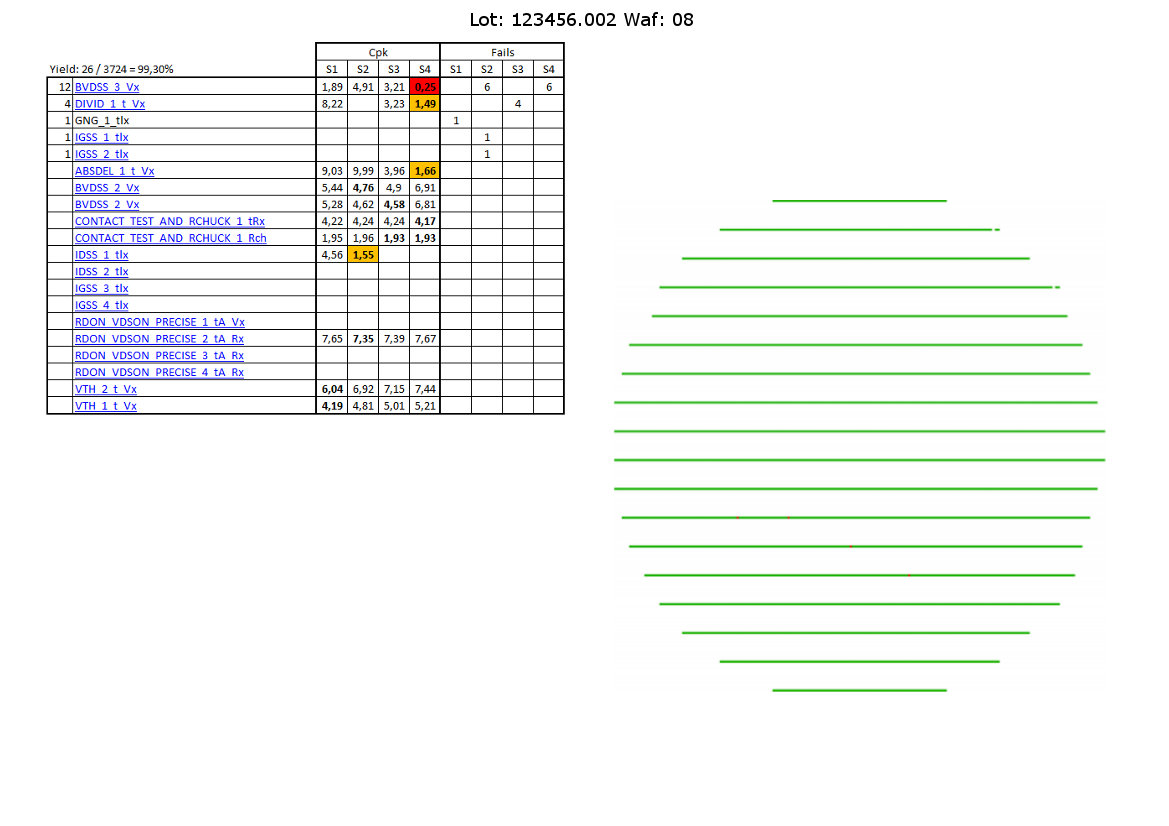 Lot: 123456.002 Waf: 08
Cpk Fails
Yield: 26 / 3724 = 99,30% S1 S2 S3 S4 S1 S2 S3 S4
12 BVDSS_3_Vx 1,89 4,91 3,21 0,25 6 6
4 DIVID_1_t_Vx 8,22 3,23 1,49 4
1 GNG_1_tlx 1
1 IGSS_1_tlx 1
1 IGSS_2_tlx 1
ABSDEL_1_t_Vx 9,03 9,99 3,96 1,66
BVDSS_2_Vx 5,44 4,76 4,9 6,91
BVDSS_2_Vx 5,28 4,62 4,58 6,81
CONTACT_TEST_AND_RCHUCK_1_tRx 4,22 4,24 4,24 4,17
CONTACT_TEST_AND_RCHUCK_1_Rch 1,95 1,96 1,93 1,93
IDSS_1_tlx 4,56 1,55
IDSS_2_tlx
IGSS_3_tlx
IGSS_4_tlx
RDON_VDSON_PRECISE_1_tA_Vx
RDON_VDSON_PRECISE_2_tA_Rx 7,65 7,35 7,39 7,67
RDON_VDSON_PRECISE_3_tA_Rx
RDON_VDSON_PRECISE_4_tA_Rx
VTH_2_t_Vx 6,04 6,92 7,15 7,44
VTH_1_t_Vx 4,19 4,81 5,01 5,21